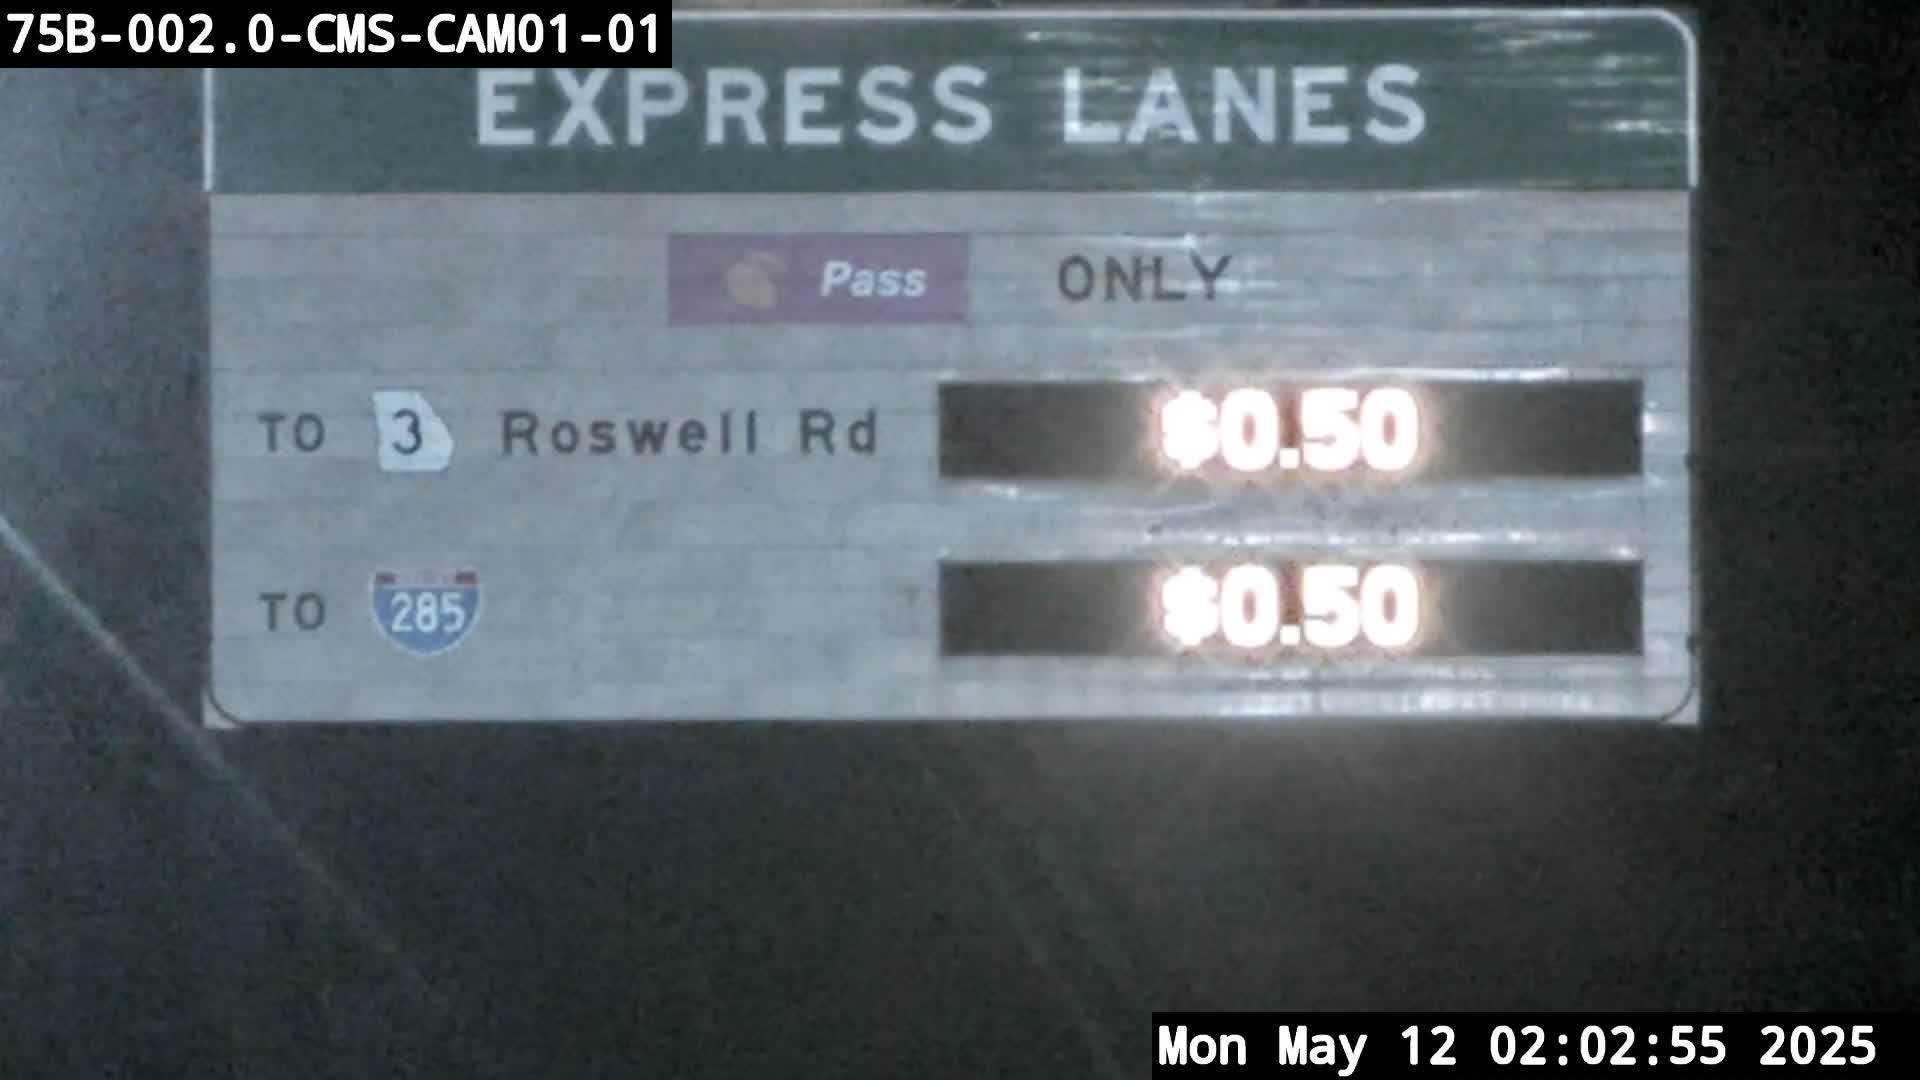 75B-002.0-CMS-CAM01-01
EXPRESS LANES
Pass ONLY
TO 3 Roswell Rd $0.50
TO 285 $0.50
Mon May 12 02:02:55 2025